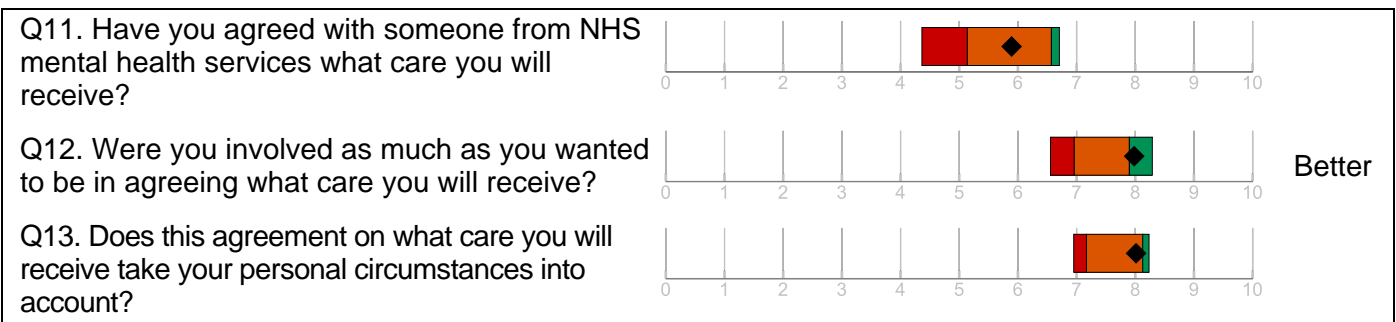 Q11. Have you agreed with someone from NHS
mental health services what care you will
receive?
0 1 2 3 4 5 6 7 8 9 10
Q12. Were you involved as much as you wanted
to be in agreeing what care you will receive?
0 1 2 3 4 5 6 7 8 9 10
Better
Q13. Does this agreement on what care you will
receive take your personal circumstances into
account?
0 1 2 3 4 5 6 7 8 9 10